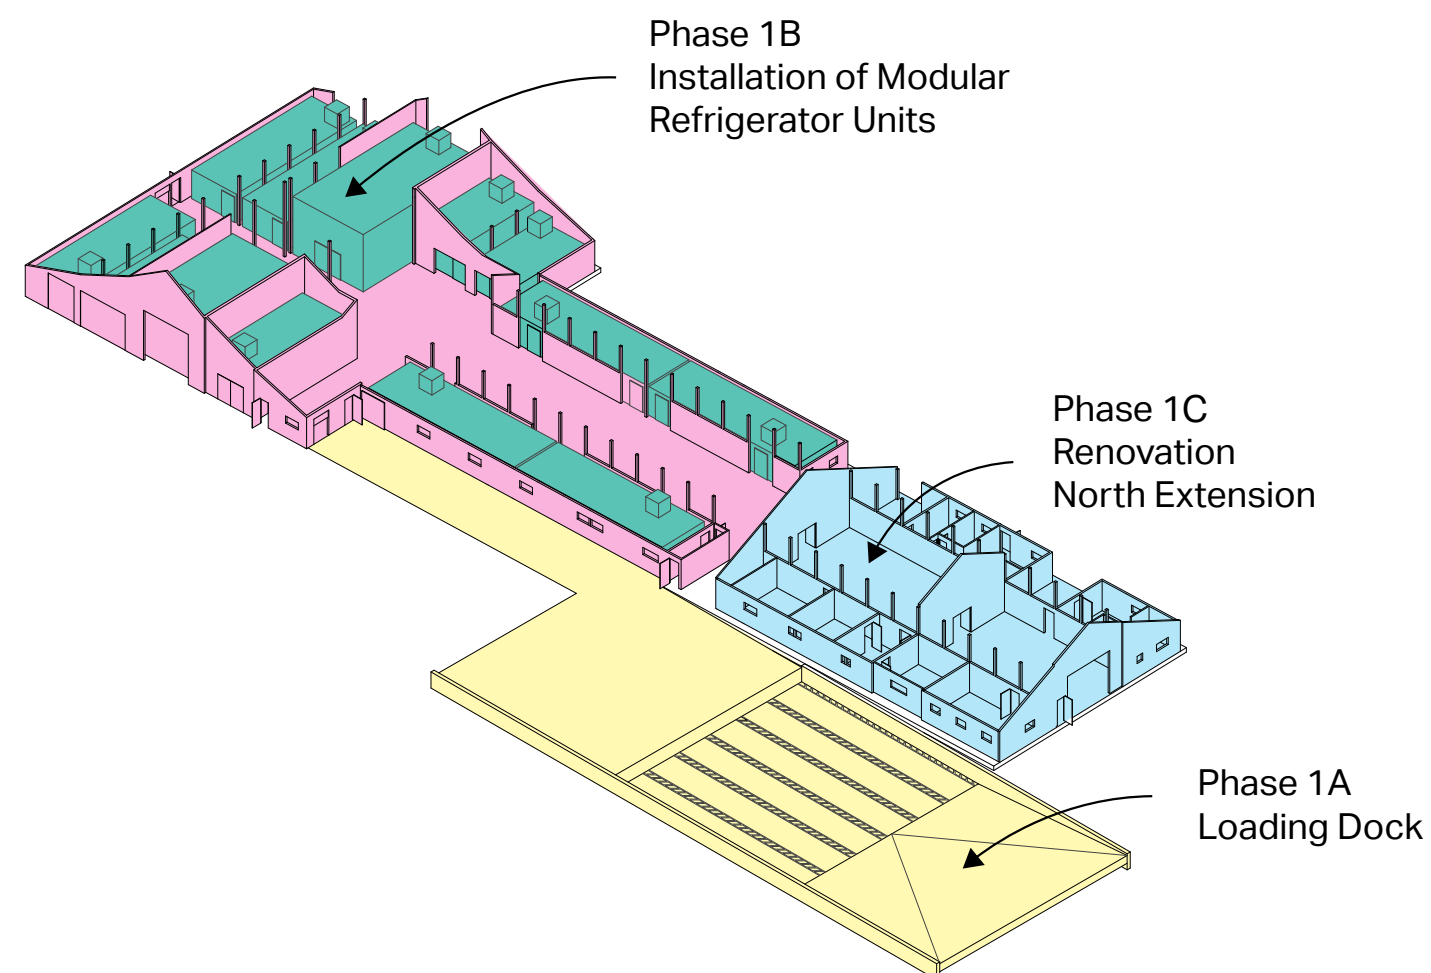 Phase 1B
Installation of Modular
Refrigerator Units
Phase 1C
Renovation
North Extension
Phase 1A
Loading Dock